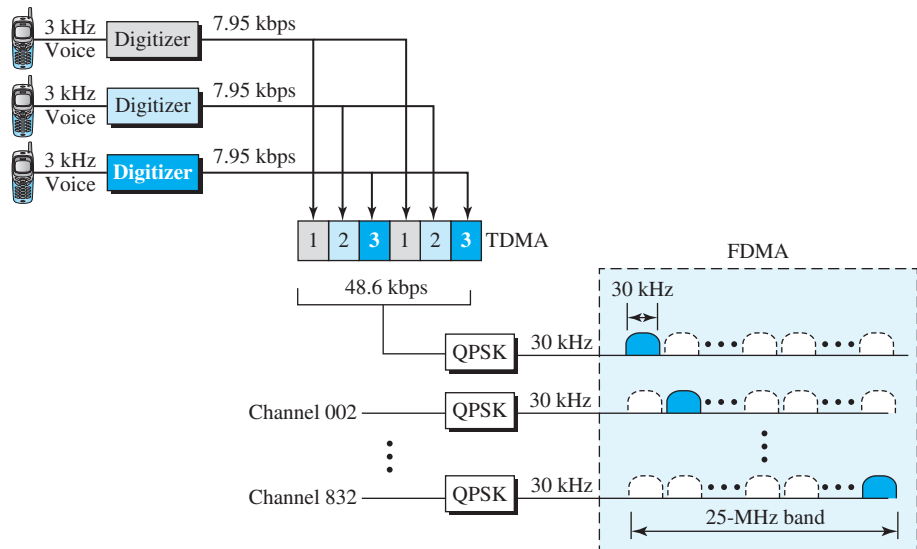 3 kHz Voice Digitizer 7.95 kbps
3 kHz Voice Digitizer 7.95 kbps
3 kHz Voice Digitizer 7.95 kbps
1 2 3 1 2 3 TDMA
48.6 kbps
FDMA
30 kHz
QPSK 30 kHz
Channel 002 QPSK 30 kHz
Channel 832 QPSK 30 kHz
25-MHz band